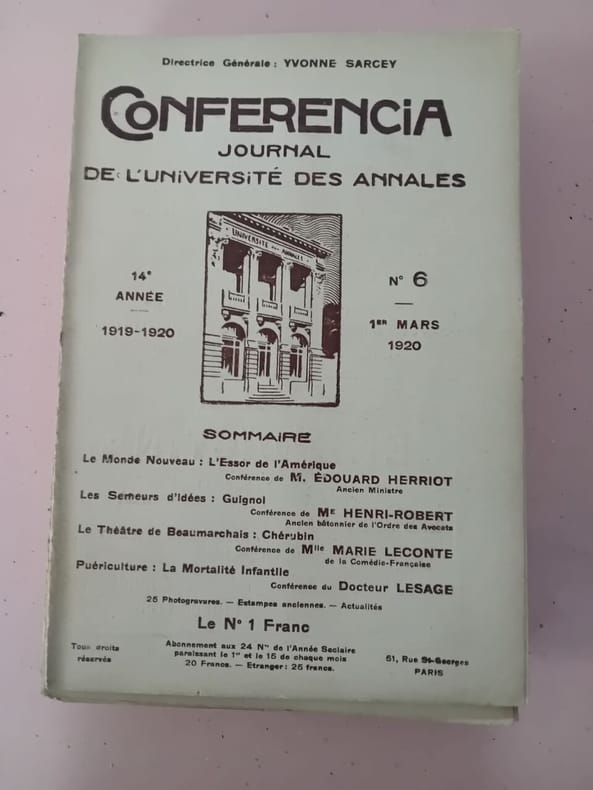 Directrice Générale : YVONNE SARCEY
CONFERENCIA
JOURNAL
DE L'UNIVERSITÉ DES ANNALES
UNIVERSITÉ DES ANNALES
14e
ANNÉE
1919-1920
N° 6
1ER MARS
1920
SOMMAIRE
Le Monde Nouveau : L'Essor de l'Amérique
Conférence de M. ÉDOUARD HERRIOT
Ancien Ministre
Les Semeurs d'Idées : Guignol
Conférence de ME HENRI-ROBERT
Ancien bâtonnier de l'Ordre des Avocats
Le Théâtre de Beaumarchais : Chérubin
Conférence de Mlle MARIE LECONTE
de la Comédie-Française
Puériculture : La Mortalité Infantile
Conférence du Docteur LESAGE
25 Photogravures. — Estampes anciennes. — Actualités
Le N° 1 Franc
Tous droits
réservés
Abonnement aux 24 Nos de l'Année Scolaire
paraissant le 1er et le 15 de chaque mois
20 Francs. — Etranger : 25 francs.
51, Rue St-Georges
PARIS